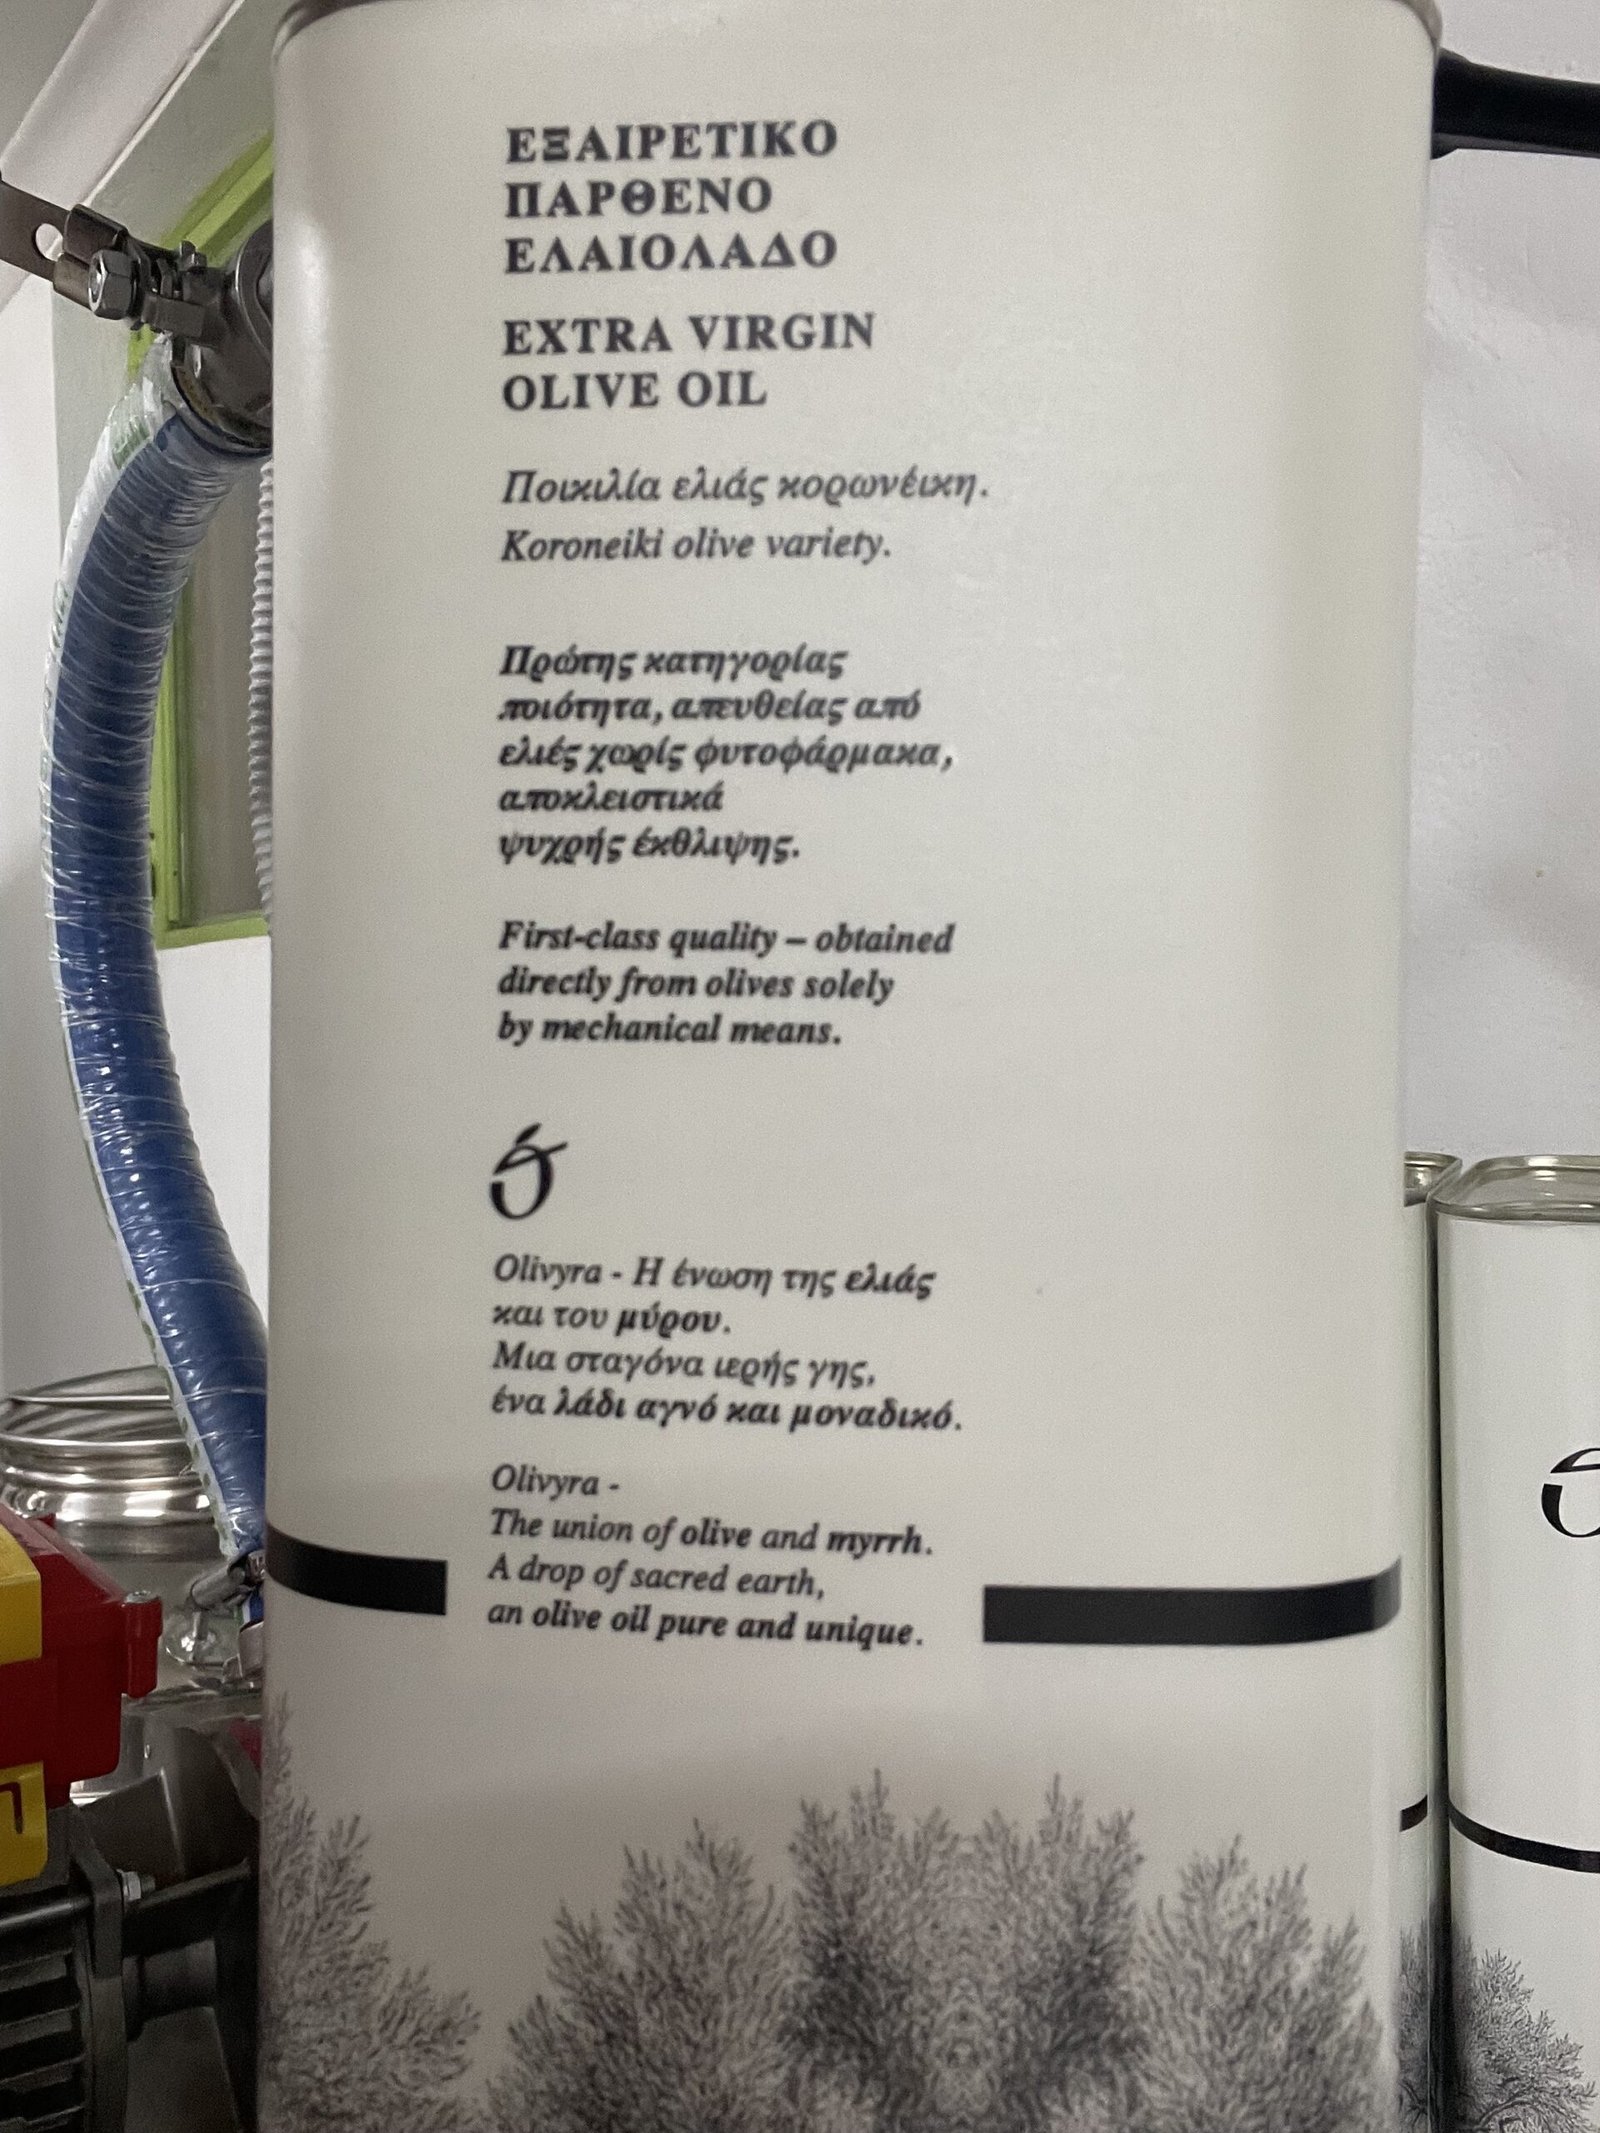 ΕΞΑΙΡΕΤΙΚΟ
ΠΑΡΘΕΝΟ
ΕΛΑΙΟΛΑΔΟ
EXTRA VIRGIN
OLIVE OIL
Ποικιλία ελιάς κορωνέικη.
Koroneiki olive variety.
Πρώτης κατηγορίας
ποιότητα, απευθείας από
ελιές χωρίς φυτοφάρμακα,
αποκλειστικά
ψυχρής έκθλιψης.
First-class quality – obtained
directly from olives solely
by mechanical means.
Olivyra - Η ένωση της ελιάς
και του μύρου.
Μια σταγόνα ιερής γης,
ένα λάδι αγνό και μοναδικό.
Olivyra -
The union of olive and myrrh.
A drop of sacred earth,
an olive oil pure and unique.